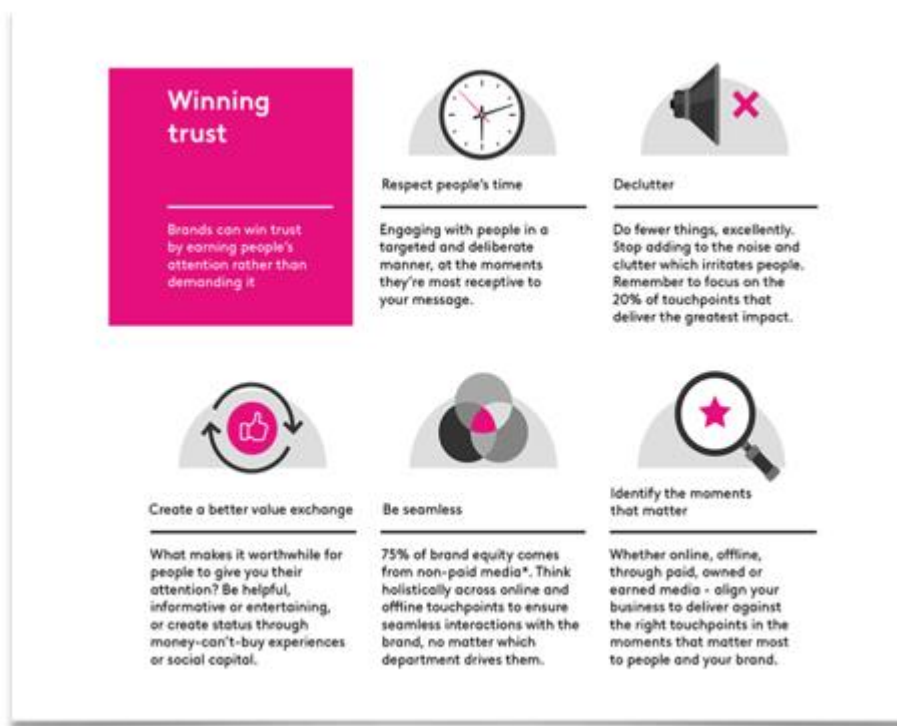 Winning
trust
Brands can win trust
by earning people's
attention rather than
demanding it
Respect people's time
Engaging with people in a
targeted and deliberate
manner, at the moments
they're most receptive to
your message.
Declutter
Do fewer things, excellently.
Stop adding to the noise and
clutter which irritates people.
Remember to focus on the
20% of touchpoints that
deliver the greatest impact.
Create a better value exchange
What makes it worthwhile for
people to give you their
attention? Be helpful,
informative or entertaining,
or create status through
money-can't-buy experiences
or social capital.
Be seamless
75% of brand equity comes
from non-paid media*. Think
holistically across online and
offline touchpoints to ensure
seamless interactions with the
brand, no matter which
department drives them.
Identify the moments
that matter
Whether online, offline,
through paid, owned or
earned media - align your
business to deliver against
the right touchpoints in the
moments that matter most
to people and your brand.